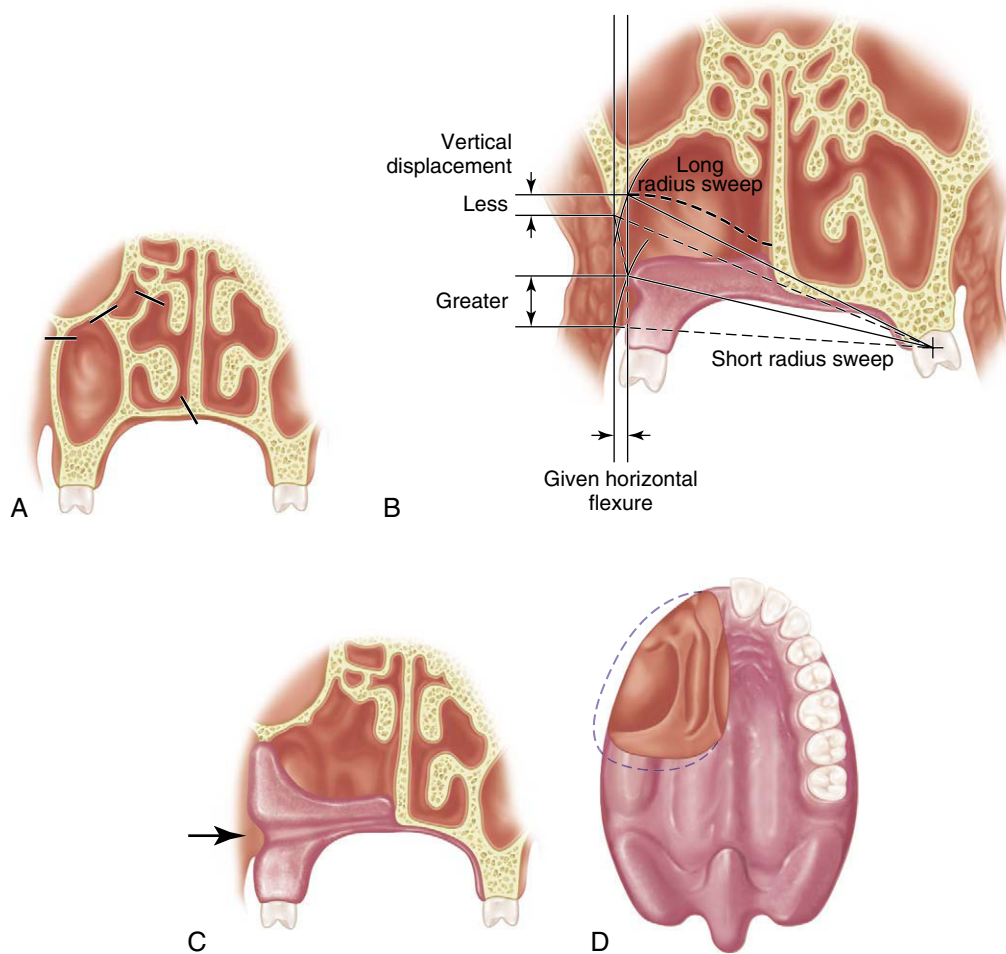 Vertical
displacement
Less
Greater
Long
radius sweep
Short radius sweep
Given horizontal
flexure
A
B
C
D